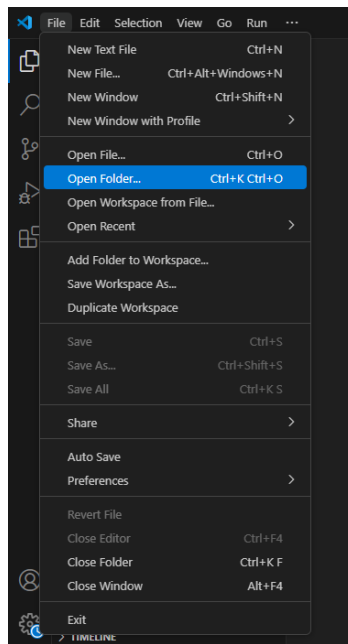 File Edit Selection View Go Run ···
New Text File Ctrl+N
New File... Ctrl+Alt+Windows+N
New Window Ctrl+Shift+N
New Window with Profile
Open File... Ctrl+O
Open Folder... Ctrl+K Ctrl+O
Open Workspace from File...
Open Recent
Add Folder to Workspace...
Save Workspace As...
Duplicate Workspace
Save Ctrl+S
Save As... Ctrl+Shift+S
Save All Ctrl+K S
Share
Auto Save
Preferences
Revert File
Close Editor Ctrl+F4
Close Folder Ctrl+K F
Close Window Alt+F4
Exit
TIMELINE